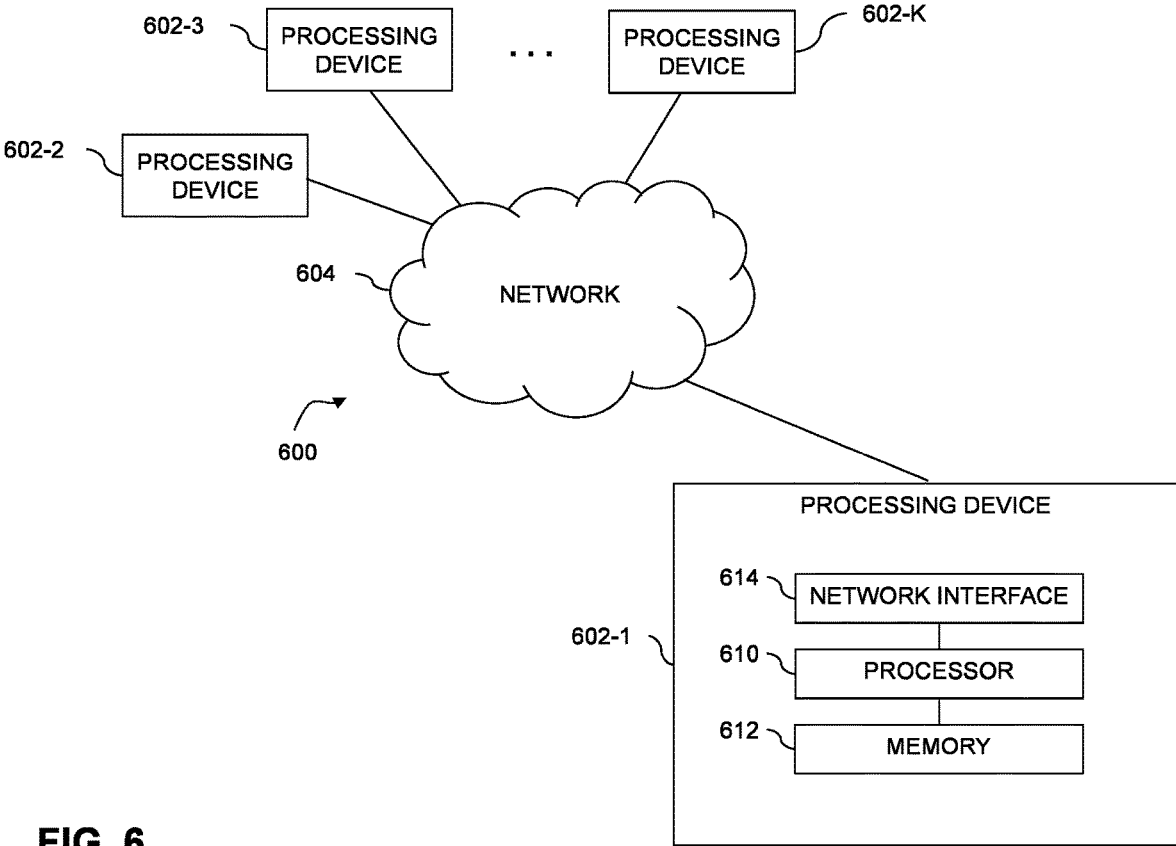 602-3
PROCESSING
DEVICE
. . .
PROCESSING
DEVICE
602-K
602-2
PROCESSING
DEVICE
604
NETWORK
600
PROCESSING DEVICE
614
NETWORK INTERFACE
602-1
610
PROCESSOR
612
MEMORY
FIG. 6